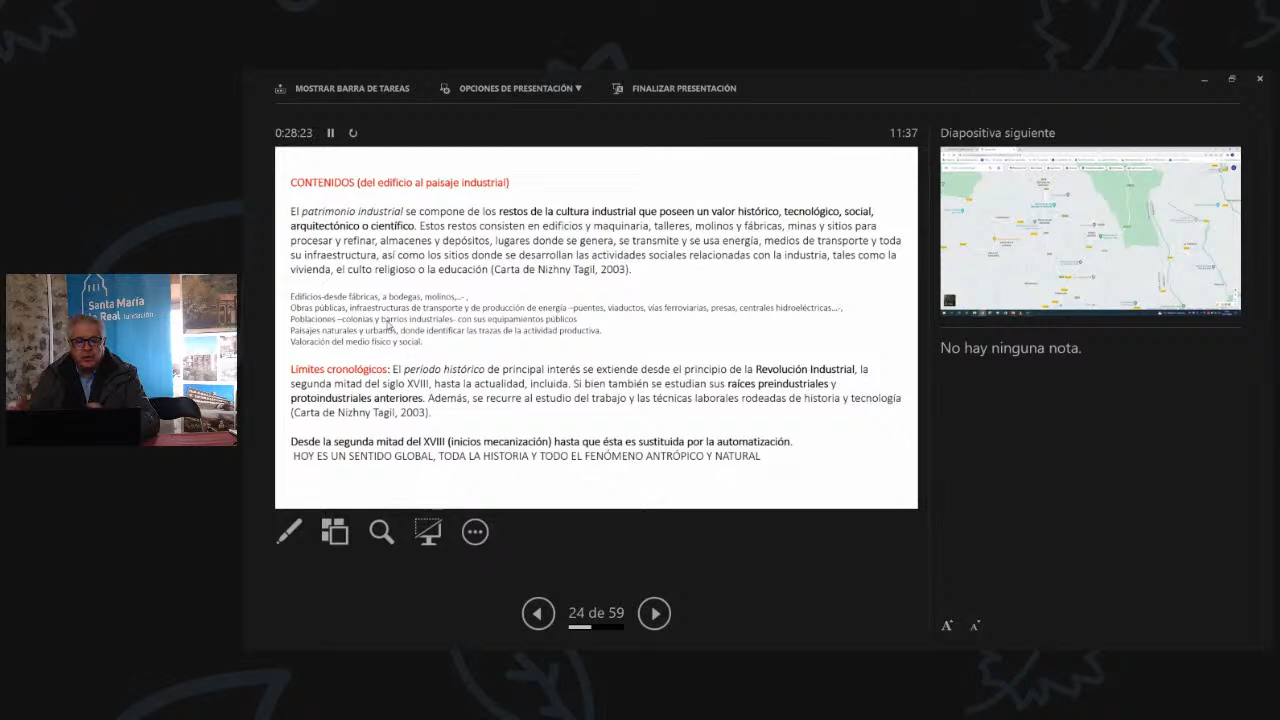 MOSTRAR BARRA DE TAREAS
OPCIONES DE PRESENTACIÓN ▼
FINALIZAR PRESENTACIÓN
0:28:23
11:37
Diapositiva siguiente
CONTENIDOS (del edificio al paisaje industrial)
El patrimonio industrial se compone de los restos de la cultura industrial que poseen un valor histórico, tecnológico, social,
arquitectónico o científico. Estos restos consisten en edificios y maquinaria, talleres, molinos y fábricas, minas y sitios para
procesar y refinar, almacenes y depósitos, lugares donde se genera, se transmite y se usa energía, medios de transporte y toda
su infraestructura, así como los sitios donde se desarrollan las actividades sociales relacionadas con la industria, tales como la
vivienda, el culto religioso o la educación (Carta de Nizhny Tagil, 2003).
Edificios-desde fábricas, a bodegas, molinos,..- ,
Obras públicas, infraestructuras de transporte y de producción de energía –puentes, viaductos, vías ferroviarias, presas, centrales hidroeléctricas...-,
Poblaciones –colonias y barrios industriales- con sus equipamientos públicos
Paisajes naturales y urbanos, donde identificar las trazas de la actividad productiva.
Valoración del medio físico y social.
Límites cronológicos: El período histórico de principal interés se extiende desde el principio de la Revolución Industrial, la
segunda mitad del siglo XVIII, hasta la actualidad, incluida. Si bien también se estudian sus raíces preindustriales y
protoindustriales anteriores. Además, se recurre al estudio del trabajo y las técnicas laborales rodeadas de historia y tecnología
(Carta de Nizhny Tagil, 2003).
Desde la segunda mitad del XVIII (inicios mecanización) hasta que ésta es sustituida por la automatización.
HOY ES UN SENTIDO GLOBAL, TODA LA HISTORIA Y TODO EL FENÓMENO ANTRÓPICO Y NATURAL
No hay ninguna nota.
Santa María
la Real fundación
24 de 59
A A